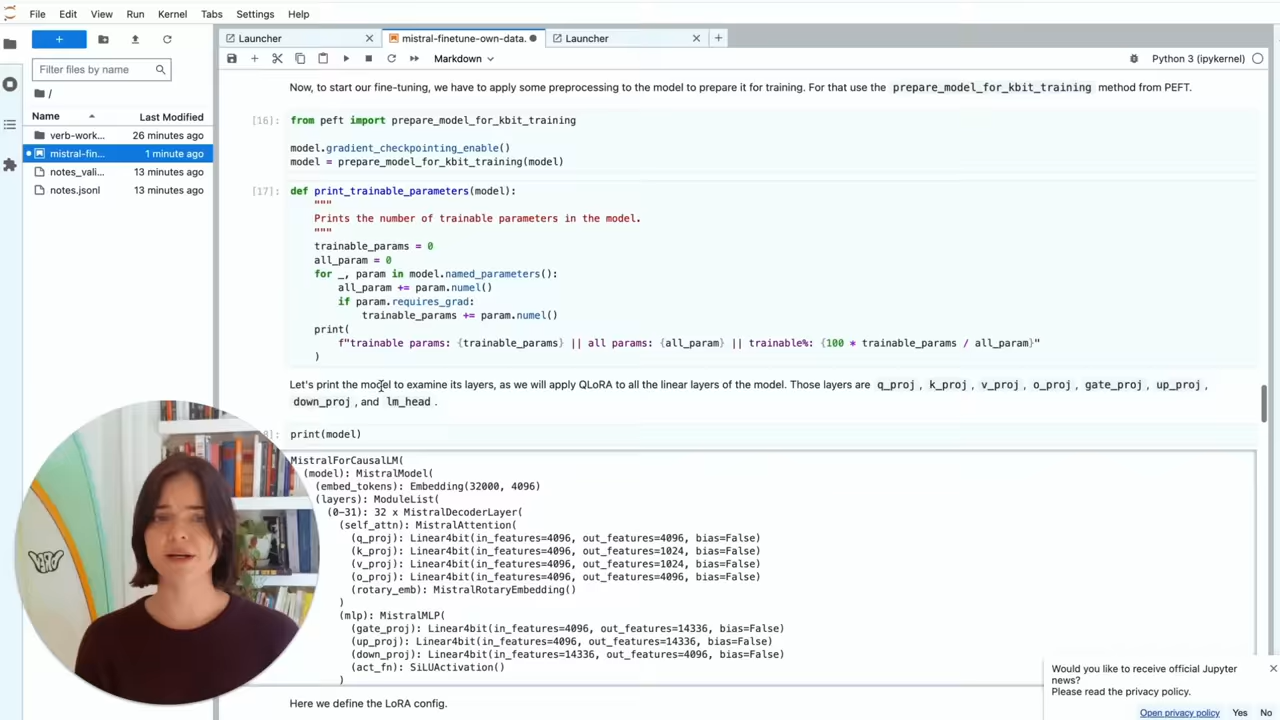 File Edit View Run Kernel Tabs Settings Help
+
Filter files by name
/
Name Last Modified
verb-work... 26 minutes ago
mistral-fin... 1 minute ago
notes_vali... 13 minutes ago
notes.jsonl 13 minutes ago
Launcher mistral-finetune-own-data. Launcher
Markdown Python 3 (ipykernel)
Now, to start our fine-tuning, we have to apply some preprocessing to the model to prepare it for training. For that use the prepare_model_for_kbit_training method from PEFT.
[16]: from peft import prepare_model_for_kbit_training
model.gradient_checkpointing_enable()
model = prepare_model_for_kbit_training(model)
[17]: def print_trainable_parameters(model):
"""
Prints the number of trainable parameters in the model.
"""
trainable_params = 0
all_param = 0
for _, param in model.named_parameters():
all_param += param.numel()
if param.requires_grad:
trainable_params += param.numel()
print(
f"trainable params: {trainable_params} || all params: {all_param} || trainable%: {100 * trainable_params / all_param}"
)
Let's print the model to examine its layers, as we will apply QLoRA to all the linear layers of the model. Those layers are q_proj , k_proj , v_proj , o_proj , gate_proj , up_proj ,
down_proj , and lm_head .
]: print(model)
MistralForCausalLM(
(model): MistralModel(
(embed_tokens): Embedding(32000, 4096)
(layers): ModuleList(
(0-31): 32 x MistralDecoderLayer(
(self_attn): MistralAttention(
(q_proj): Linear4bit(in_features=4096, out_features=4096, bias=False)
(k_proj): Linear4bit(in_features=4096, out_features=1024, bias=False)
(v_proj): Linear4bit(in_features=4096, out_features=1024, bias=False)
(o_proj): Linear4bit(in_features=4096, out_features=4096, bias=False)
(rotary_emb): MistralRotaryEmbedding()
)
(mlp): MistralMLP(
(gate_proj): Linear4bit(in_features=4096, out_features=14336, bias=False)
(up_proj): Linear4bit(in_features=4096, out_features=14336, bias=False)
(down_proj): Linear4bit(in_features=14336, out_features=4096, bias=False)
(act_fn): SiLUActivation()
)
Here we define the LoRA config.
Would you like to receive official Jupyter
news?
Please read the privacy policy.
Open privacy policy Yes No